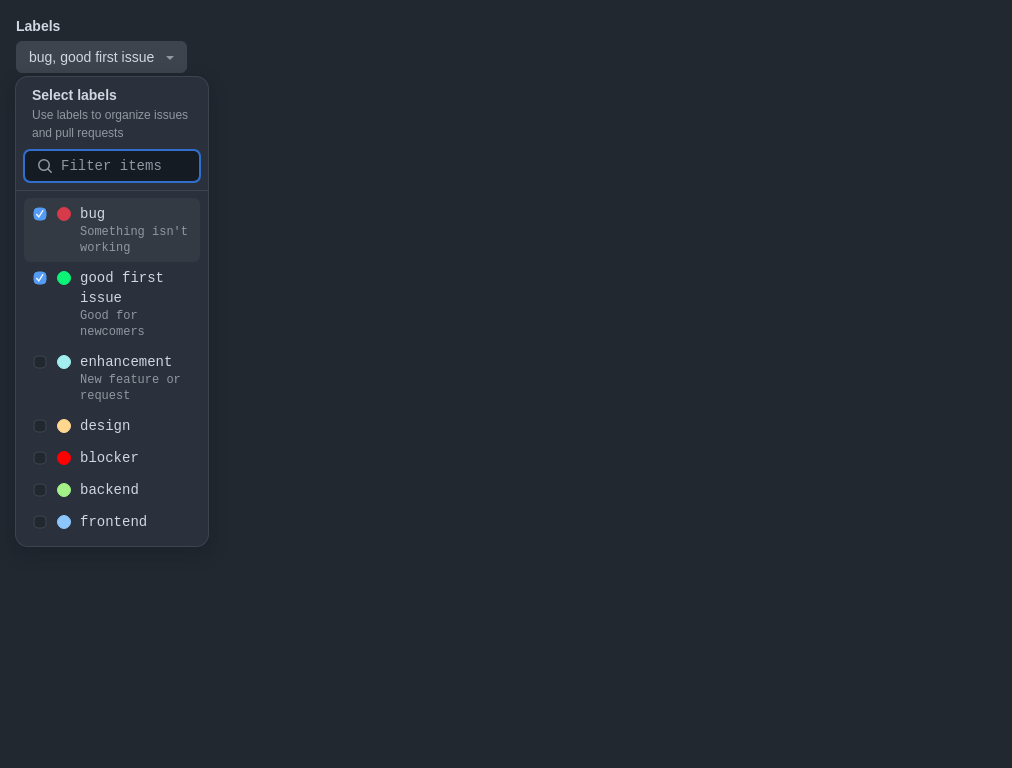 Labels
bug, good first issue
Select labels
Use labels to organize issues
and pull requests
Filter items
bug
Something isn't
working
good first
issue
Good for
newcomers
enhancement
New feature or
request
design
blocker
backend
frontend